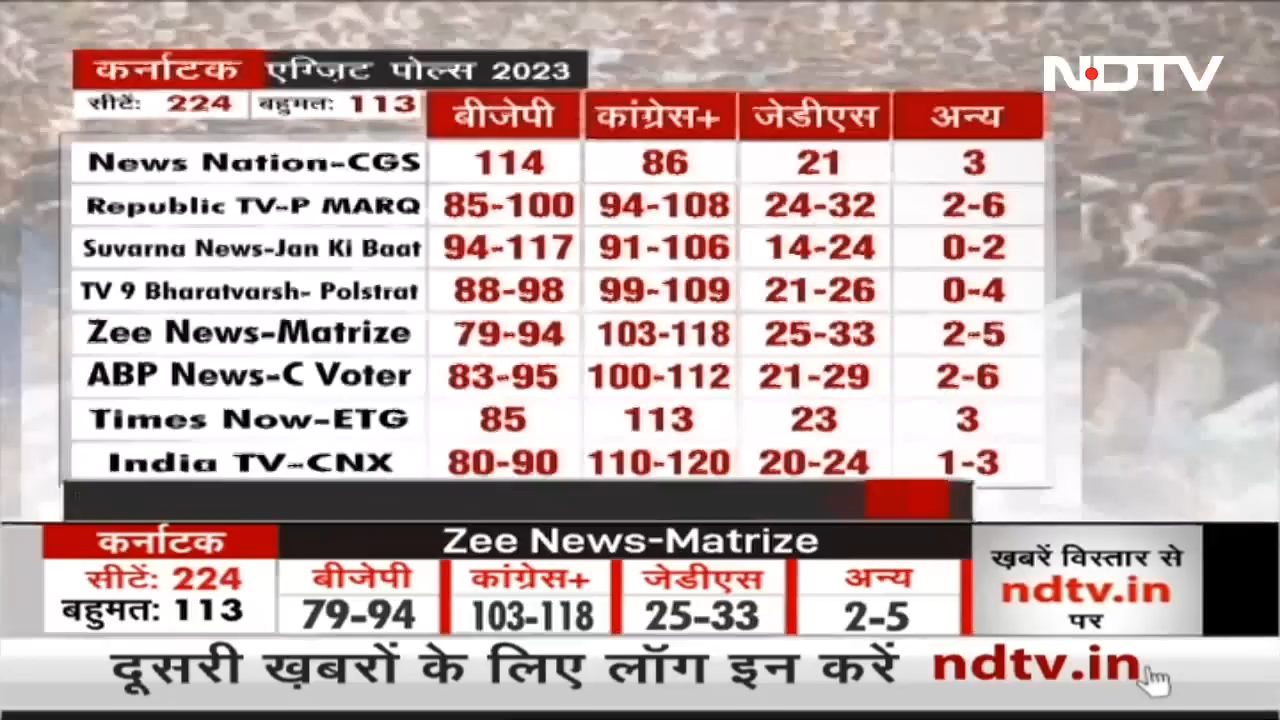 कर्नाटक एग्ज़िट पोल्स 2023
NDTV
सीटें: 224 बहुमत: 113 बीजेपी कांग्रेस+ जेडीएस अन्य
News Nation-CGS 114 86 21 3
Republic TV-P MARQ 85-100 94-108 24-32 2-6
Suvarna News-Jan Ki Baat 94-117 91-106 14-24 0-2
TV 9 Bharatvarsh- Polstrat 88-98 99-109 21-26 0-4
Zee News-Matrize 79-94 103-118 25-33 2-5
ABP News-C Voter 83-95 100-112 21-29 2-6
Times Now-ETG 85 113 23 3
India TV-CNX 80-90 110-120 20-24 1-3
कर्नाटक Zee News-Matrize
सीटें: 224 बीजेपी कांग्रेस+ जेडीएस अन्य
बहुमत: 113 79-94 103-118 25-33 2-5
ख़बरें विस्तार से
ndtv.in
पर
दूसरी ख़बरों के लिए लॉग इन करें ndtv.in